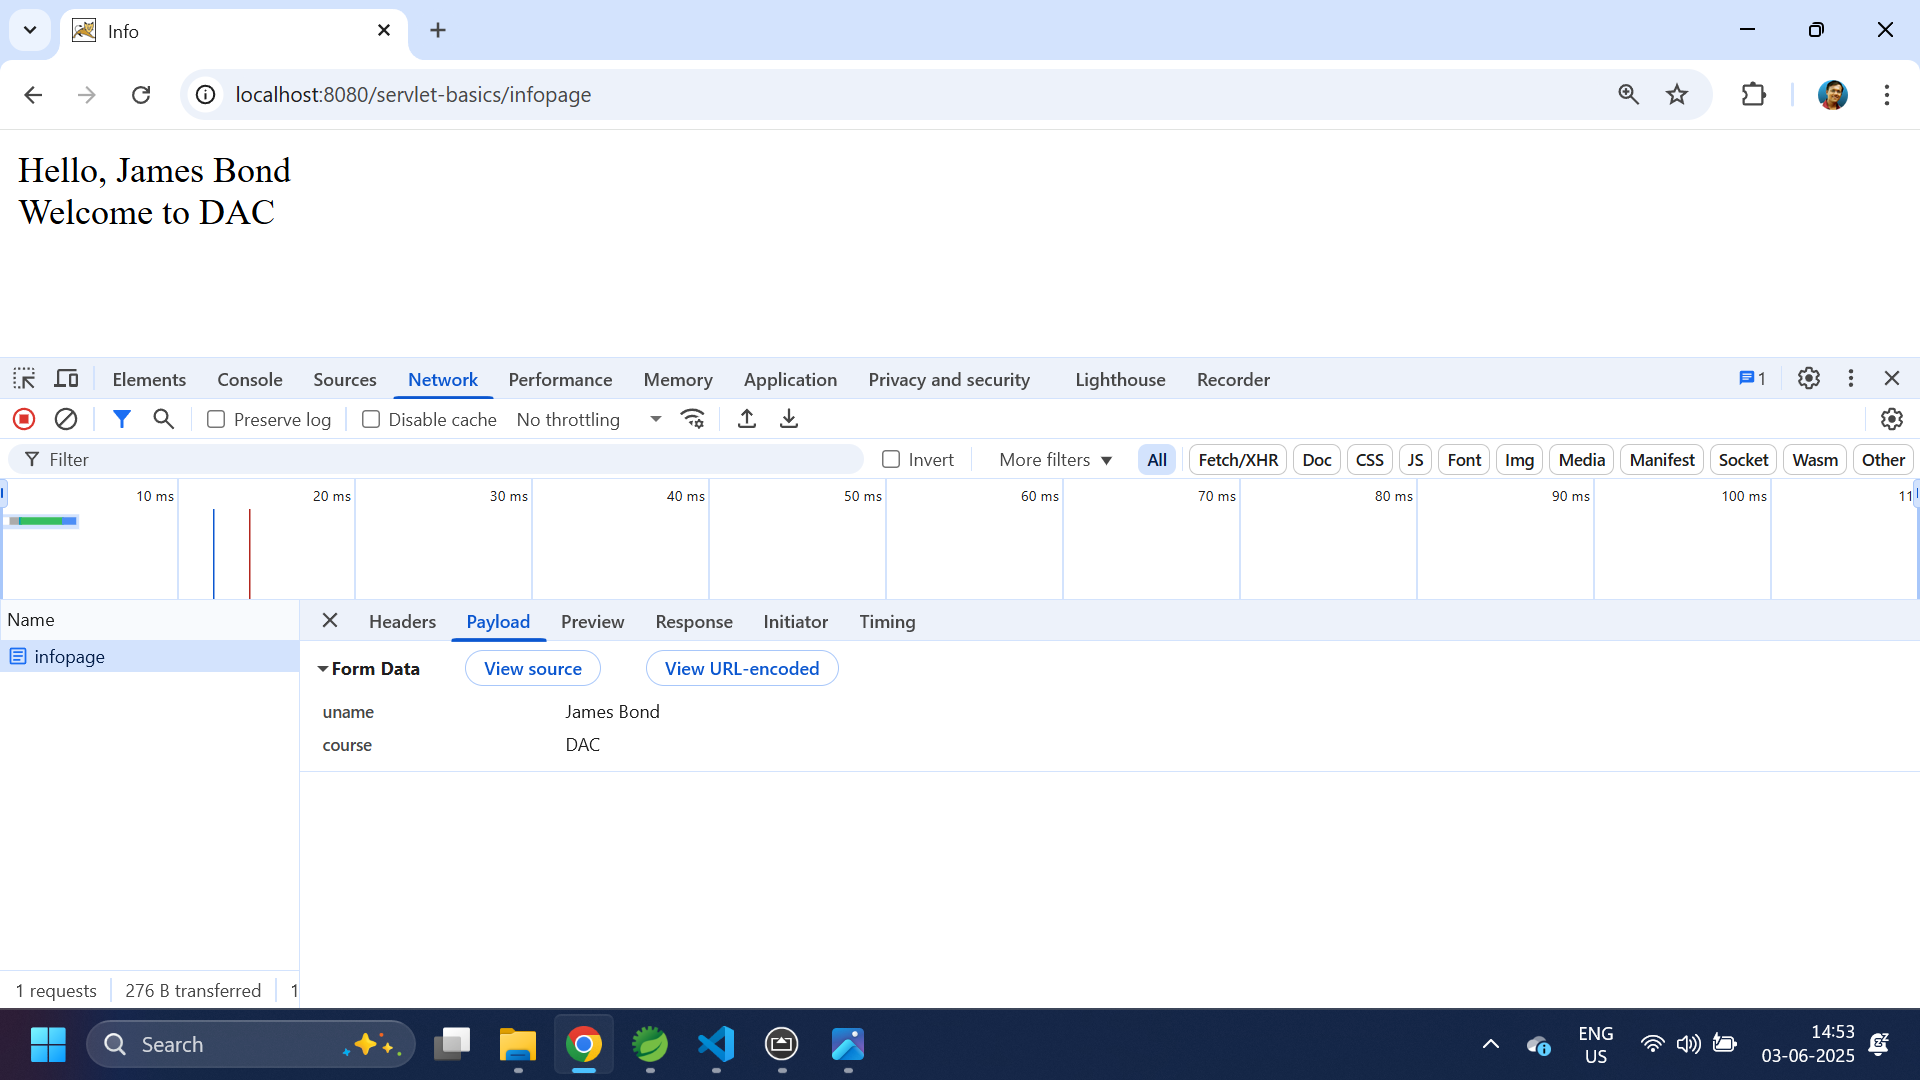 Info
localhost:8080/servlet-basics/infopage
Hello, James Bond
Welcome to DAC
Elements Console Sources Network Performance Memory Application Privacy and security Lighthouse Recorder 1
Preserve log Disable cache No throttling
Filter Invert More filters All Fetch/XHR Doc CSS JS Font Img Media Manifest Socket Wasm Other
10 ms 20 ms 30 ms 40 ms 50 ms 60 ms 70 ms 80 ms 90 ms 100 ms 11
Name Headers Payload Preview Response Initiator Timing
infopage Form Data View source View URL-encoded
uname James Bond
course DAC
1 requests 276 B transferred 1
Search ENG 14:53
US 03-06-2025